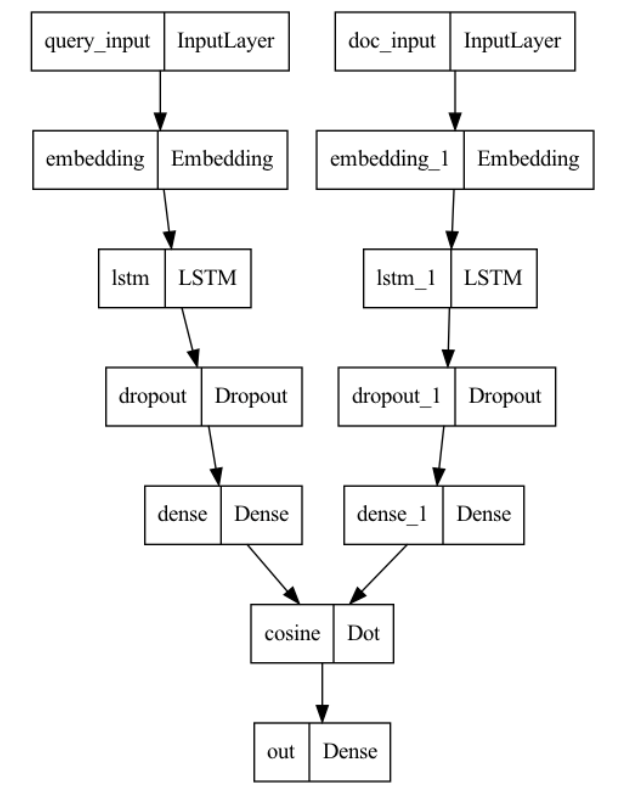 query_input InputLayer doc_input InputLayer
embedding Embedding embedding_1 Embedding
lstm LSTM lstm_1 LSTM
dropout Dropout dropout_1 Dropout
dense Dense dense_1 Dense
cosine Dot
out Dense